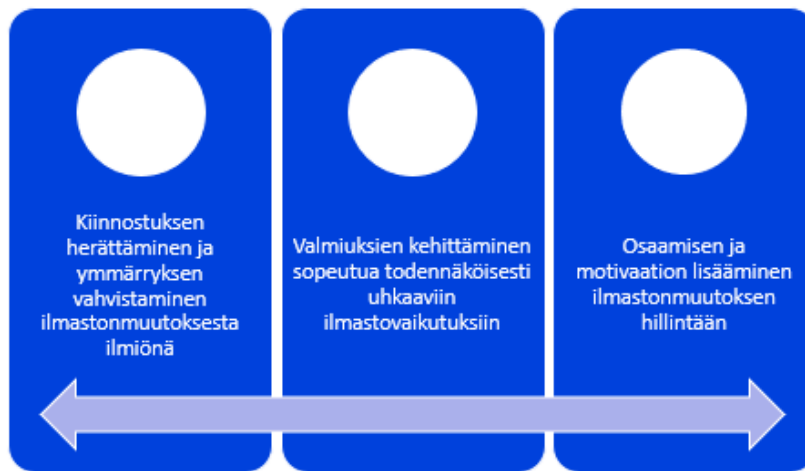 Kiinnostuksen
herättäminen ja
ymmärryksen
vahvistaminen
ilmastonmuutoksesta
ilmiönä
Valmiuksien kehittäminen
sopeutua todennäköisesti
uhkaaviin
ilmastovaikutuksiin
Osaamisen ja
motivaation lisääminen
ilmastonmuutoksen
hillintään